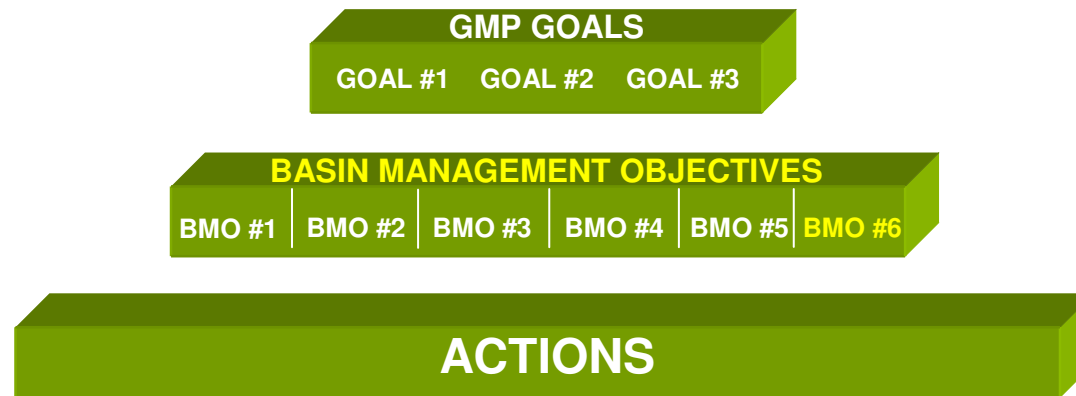 GMP GOALS
GOAL #1 GOAL #2 GOAL #3
BASIN MANAGEMENT OBJECTIVES
BMO #1 BMO #2 BMO #3 BMO #4 BMO #5 BMO #6
ACTIONS